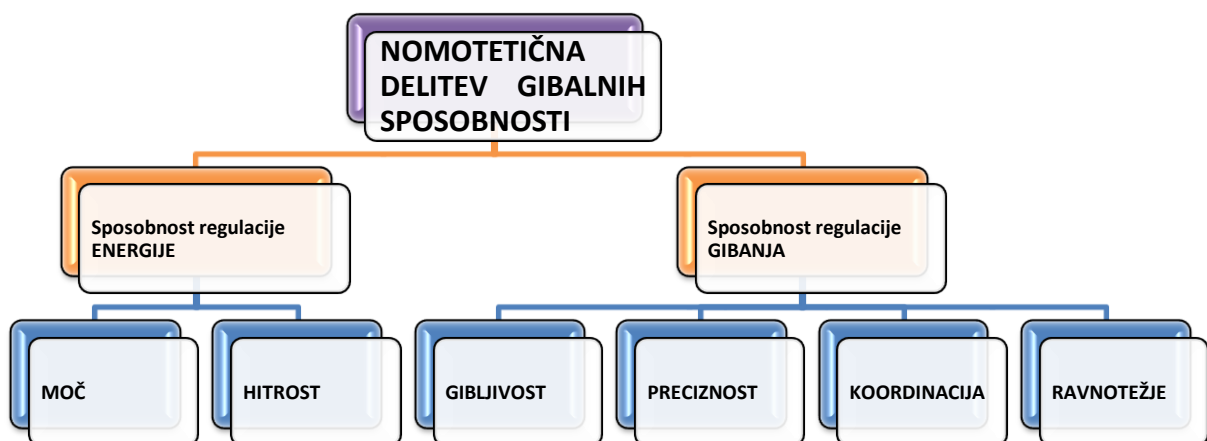 NOMOTETIČNA
DELITEV GIBALNIH
SPOSOBNOSTI
Sposobnost regulacije
ENERGIJE
Sposobnost regulacije
GIBANJA
MOČ
HITROST
GIBLJIVOST
PRECIZNOST
KOORDINACIJA
RAVNOTEŽJE